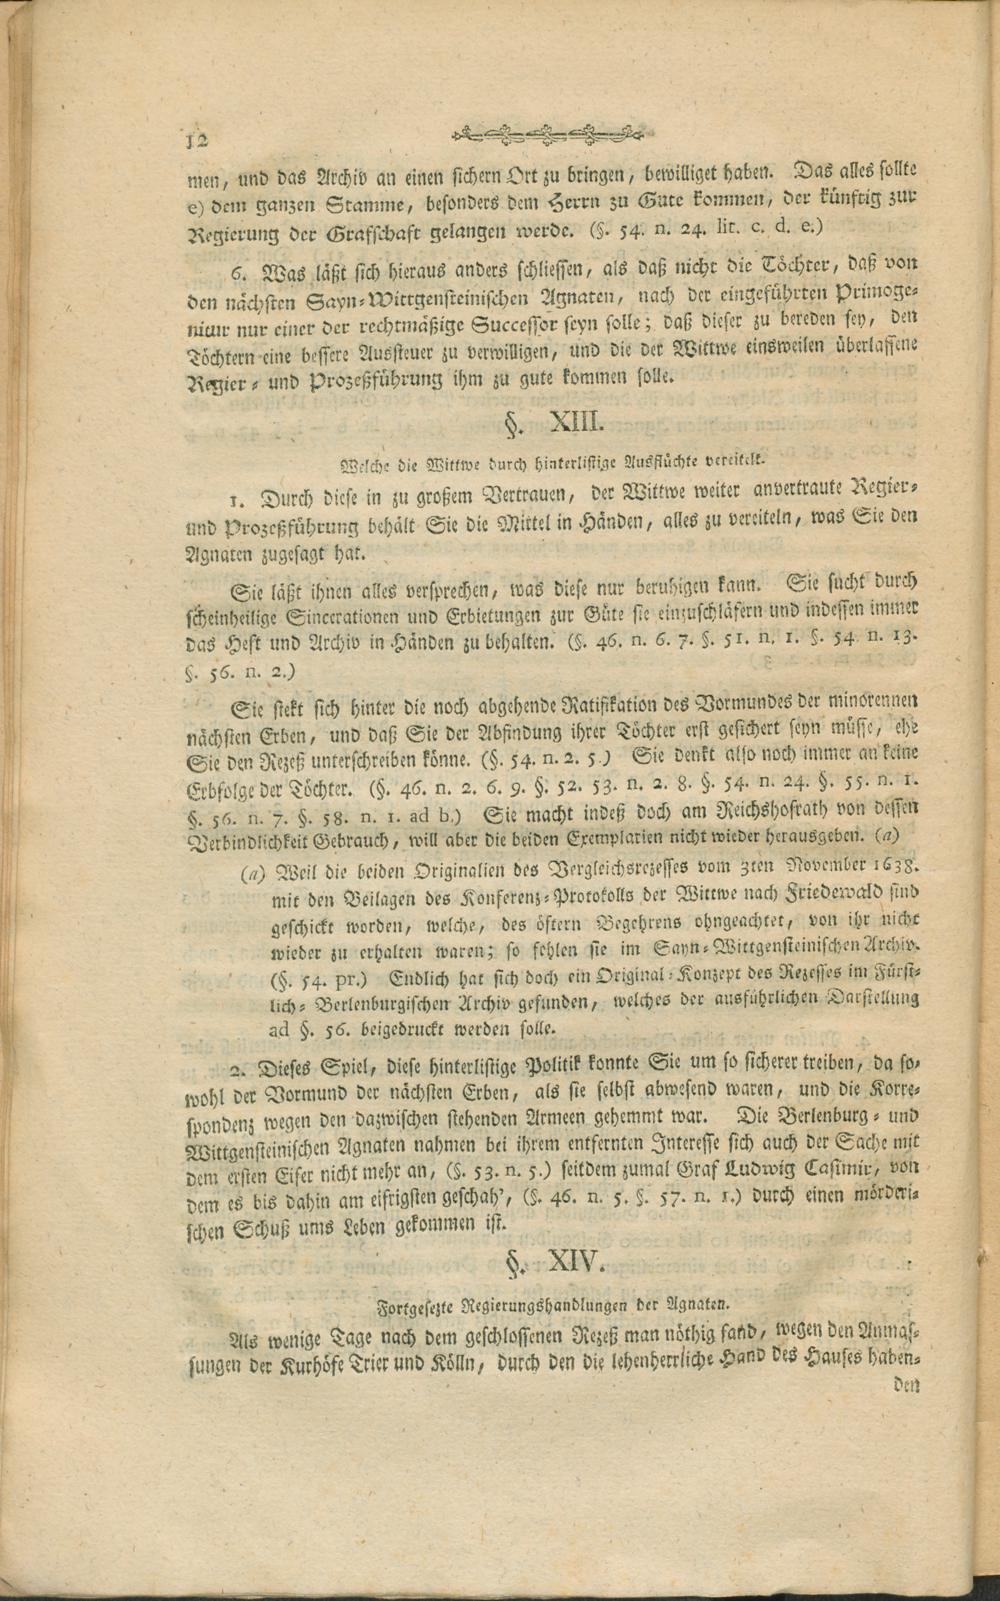 12
men, und das Archiv an einen sichern Ort zu bringen, bewilliget haben. Das alles sollte
e) dem ganzen Stamme, besonders dem Herrn zu Gute kommen, der künftig zur
Regierung der Grafschaft gelangen werde. (§. 54. n. 24. lit. c. d. e.)
6. Was läßt sich hieraus anders schliessen, als daß nicht die Töchter, daß von
den nächsten Sayn-Wittgensteinischen Agnaten, nach der eingeführten Primoge-
nitur nur einer der rechtmäßige Successor seyn solle; daß dieser zu bereden sey, den
Töchtern eine bessere Aussteuer zu verwilligen, und die der Wittwe einsweilen überlassene
Regier- und Prozeßführung ihm zu gute kommen solle.
§. XIII.
Welche die Wittwe durch hinterlistige Ausflüchte vereitelt.
1. Durch diese in zu großem Vertrauen, der Wittwe weiter anvertraute Regier-
und Prozeßführung behält Sie die Mittel in Händen, alles zu vereiteln, was Sie den
Agnaten zugesagt hat.
Sie läßt ihnen alles versprechen, was diese nur beruhigen kann. Sie sucht durch
scheinheilige Sincerationen und Erbietungen zur Güte sie einzuschläfern und indessen immer
das Heft und Archiv in Händen zu behalten. (§. 46. n. 6. 7. §. 51. n. 1. §. 54. n. 13.
§. 56. n. 2.)
Sie stekt sich hinter die noch abgehende Ratifikation des Vormundes der minorennen
nächsten Erben, und daß Sie der Abfindung ihrer Töchter erst gesichert seyn müsse, ehe
Sie den Rezeß unterschreiben könne. (§. 54. n. 2. 5.) Sie denkt also noch immer an keine
Erbfolge der Töchter. (§. 46. n. 2. 6. 9. §. 52. 53. n. 2. 8. §. 54. n. 24. §. 55. n. 1.
§. 56. n. 7. §. 58. n. 1. ad b.) Sie macht indeß doch am Reichshofrath von dessen
Verbindlichkeit Gebrauch, will aber die beiden Exemplarien nicht wieder herausgeben. (a)
(a) Weil die beiden Originalien des Vergleichsrezesses vom 3ten November 1638.
mit den Beilagen des Konferenz-Protokolls der Wittwe nach Friedewald sind
geschickt worden, welche, des öftern Begehrens ohngeachtet, von ihr nicht
wieder zu erhalten waren; so fehlen sie im Sayn-Wittgensteinischen Archiv.
(§. 54. pr.) Endlich hat sich doch ein Original-Konzept des Rezesses im Fürst-
lich-Berlenburgischen Archiv gefunden, welches der ausführlichen Darstellung
ad §. 56. beigedruckt werden solle.
2. Dieses Spiel, diese hinterlistige Politik konnte Sie um so sicherer treiben, da so-
wohl der Vormund der nächsten Erben, als sie selbst abwesend waren, und die Korre-
spondenz wegen den dazwischen stehenden Armeen gehemmt war. Die Berlenburg- und
Wittgensteinischen Agnaten nahmen bei ihrem entfernten Interesse sich auch der Sache mit
dem ersten Eifer nicht mehr an, (§. 53. n. 5.) seitdem zumal Graf Ludwig Casimir, von
dem es bis dahin am eifrigsten geschah', (§. 46. n. 5. §. 57. n. 1.) durch einen mörderi-
schen Schuß ums Leben gekommen ist.
§. XIV.
Fortgesezte Regierungshandlungen der Agnaten.
Als wenige Tage nach dem geschlossenen Rezeß man nöthig fand, wegen den Anmas-
sungen der Kurhöfe Trier und Kölln, durch den die lehenherrliche Hand des Hauses haben-
den